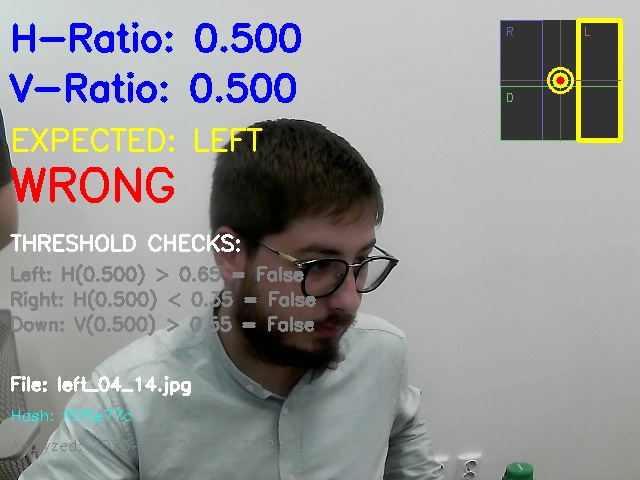 H-Ratio: 0.500
R
L
V-Ratio: 0.500
D
EXPECTED: LEFT
WRONG
THRESHOLD CHECKS:
Left: H(0.500) > 0.65 = False
Right: H(0.500) < 0.35 = False
Down: V(0.500) > 0.55 = False
File: left_04_14.jpg
Hash: